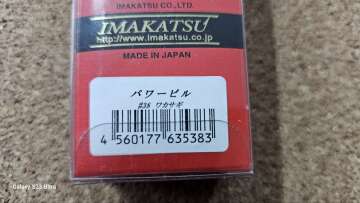 IMAKATSU CO.,LTD.
IMAKATSU
http://www.imakatsu.co.jp
MADE IN JAPAN
パワービル
#38 ワカサギ
4 560177 635383
Galaxy S23 Ultra